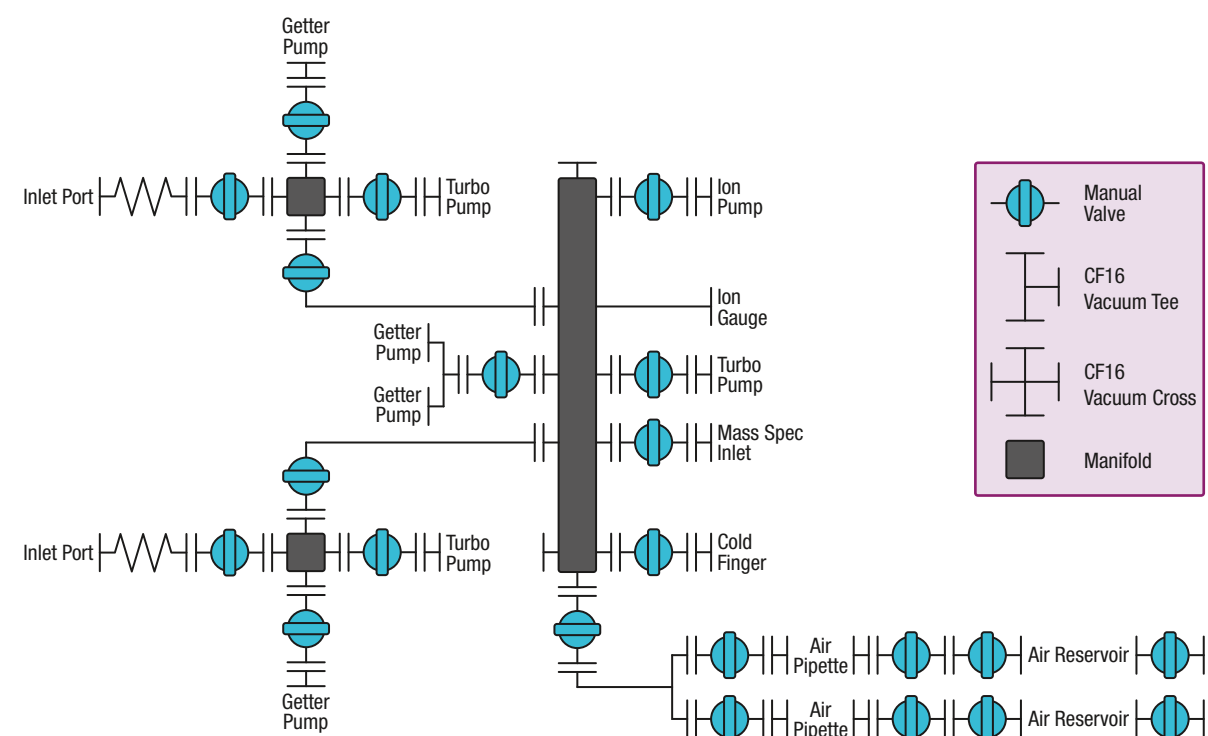 Getter
Pump
Inlet Port
Turbo
Pump
Ion
Pump
Manual
Valve
CF16
Vacuum Tee
Ion
Gauge
Getter
Pump
Turbo
Pump
Getter
Pump
CF16
Vacuum Cross
Mass Spec
Inlet
Manifold
Inlet Port
Turbo
Pump
Cold
Finger
Getter
Pump
Air
Pipette
Air Reservoir
Air
Pipette
Air Reservoir